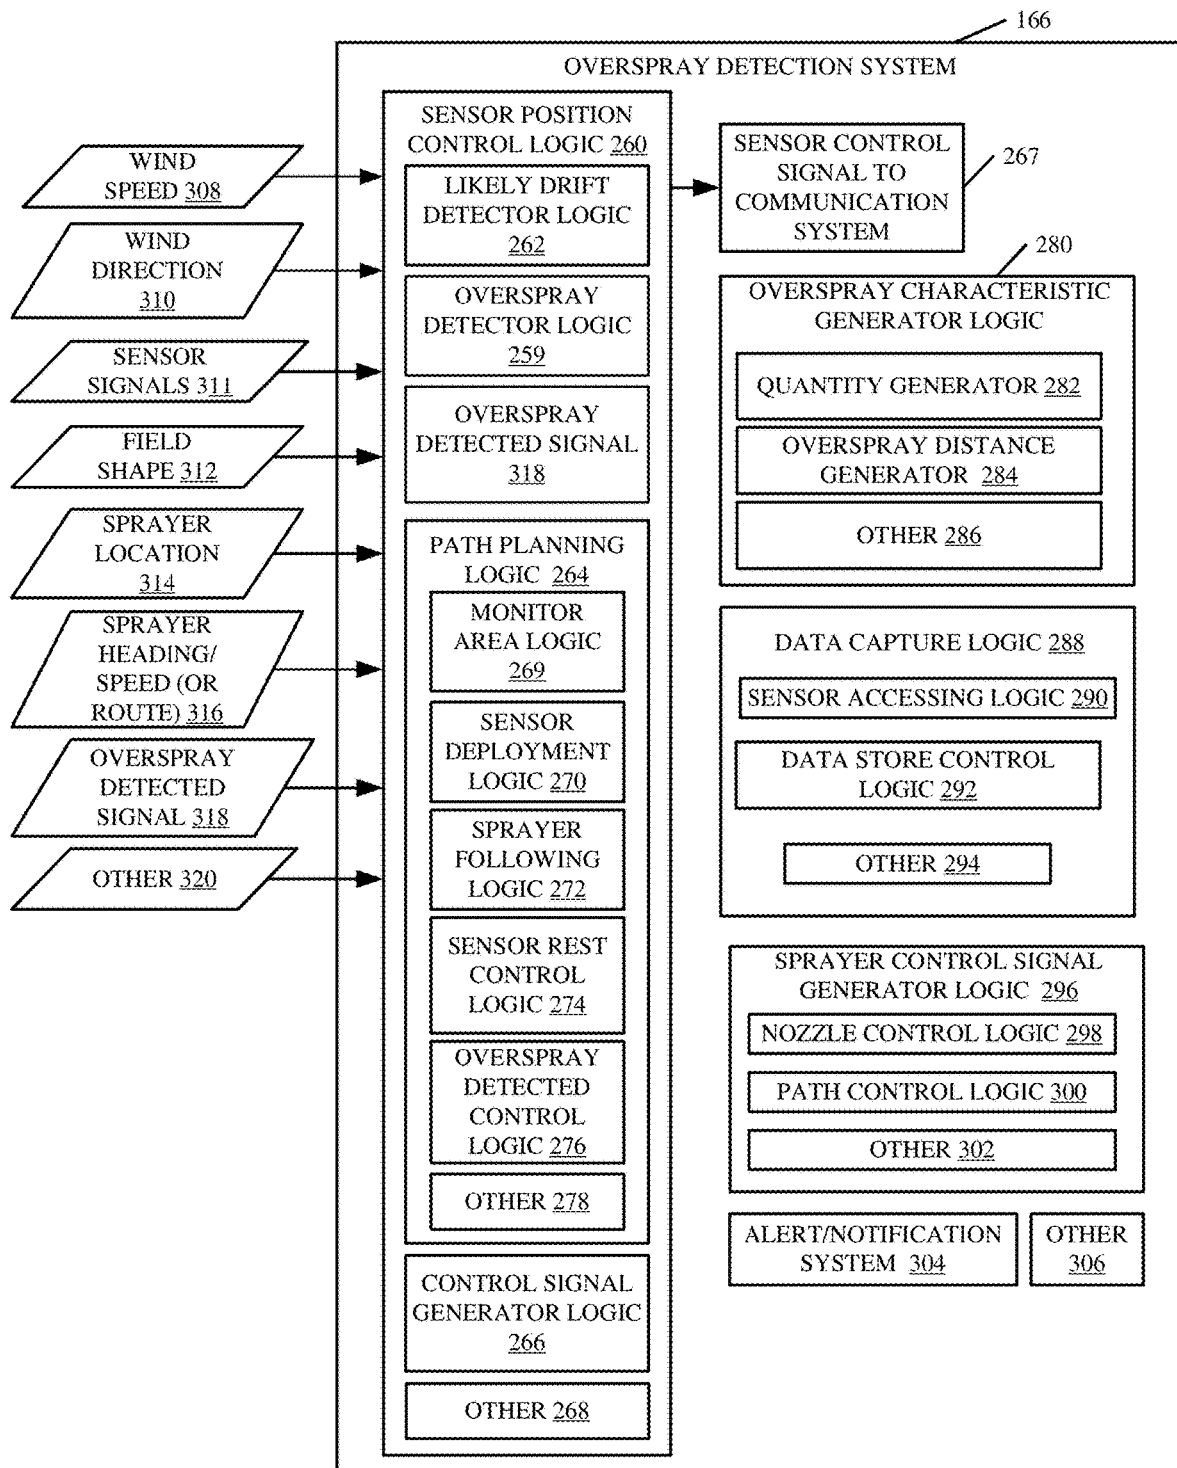 166
OVERSPRAY DETECTION SYSTEM
WIND
SPEED 308
WIND
DIRECTION
310
SENSOR
SIGNALS 311
FIELD
SHAPE 312
SPRAYER
LOCATION
314
SPRAYER
HEADING/
SPEED (OR
ROUTE) 316
OVERSPRAY
DETECTED
SIGNAL 318
OTHER 320
SENSOR POSITION
CONTROL LOGIC 260
LIKELY DRIFT
DETECTOR LOGIC
262
OVERSPRAY
DETECTOR LOGIC
259
OVERSPRAY
DETECTED SIGNAL
318
PATH PLANNING
LOGIC 264
MONITOR
AREA LOGIC
269
SENSOR
DEPLOYMENT
LOGIC 270
SPRAYER
FOLLOWING
LOGIC 272
SENSOR REST
CONTROL
LOGIC 274
OVERSPRAY
DETECTED
CONTROL
LOGIC 276
OTHER 278
CONTROL SIGNAL
GENERATOR LOGIC
266
OTHER 268
SENSOR CONTROL
SIGNAL TO
COMMUNICATION
SYSTEM
267
280
OVERSPRAY CHARACTERISTIC
GENERATOR LOGIC
QUANTITY GENERATOR 282
OVERSPRAY DISTANCE
GENERATOR 284
OTHER 286
DATA CAPTURE LOGIC 288
SENSOR ACCESSING LOGIC 290
DATA STORE CONTROL
LOGIC 292
OTHER 294
SPRAYER CONTROL SIGNAL
GENERATOR LOGIC 296
NOZZLE CONTROL LOGIC 298
PATH CONTROL LOGIC 300
OTHER 302
ALERT/NOTIFICATION
SYSTEM 304
OTHER
306